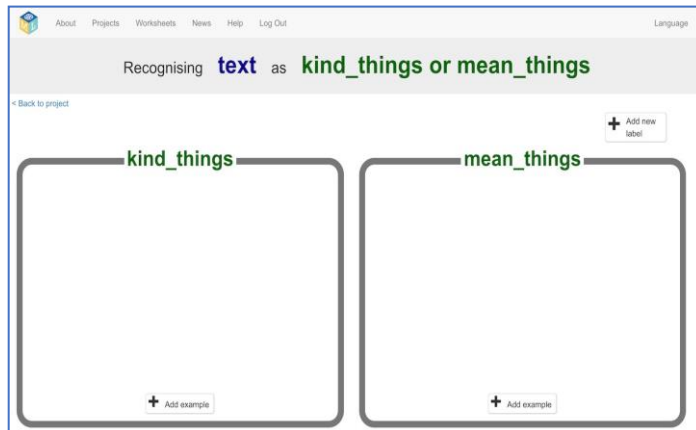 About Projects Worksheets News Help Log Out Language
Recognising text as kind_things or mean_things
< Back to project
Add new
label
kind_things mean_things
Add example Add example